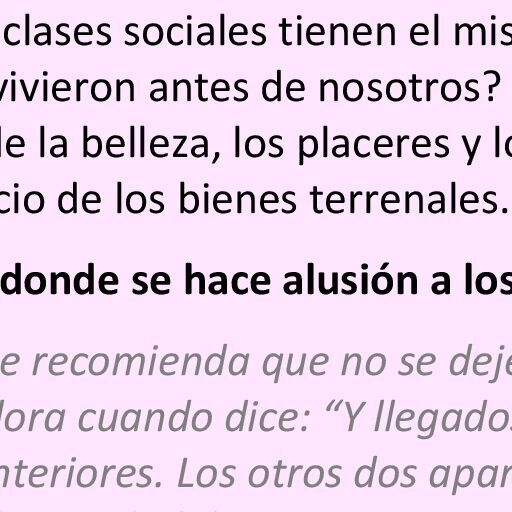 clases sociales tienen el mis
vivieron antes de nosotros?
le la belleza, los placeres y lo
cio de los bienes terrenales.
donde se hace alusión a los
e recomienda que no se deje
lora cuando dice: “Y llegados
nteriores. Los otros dos apar